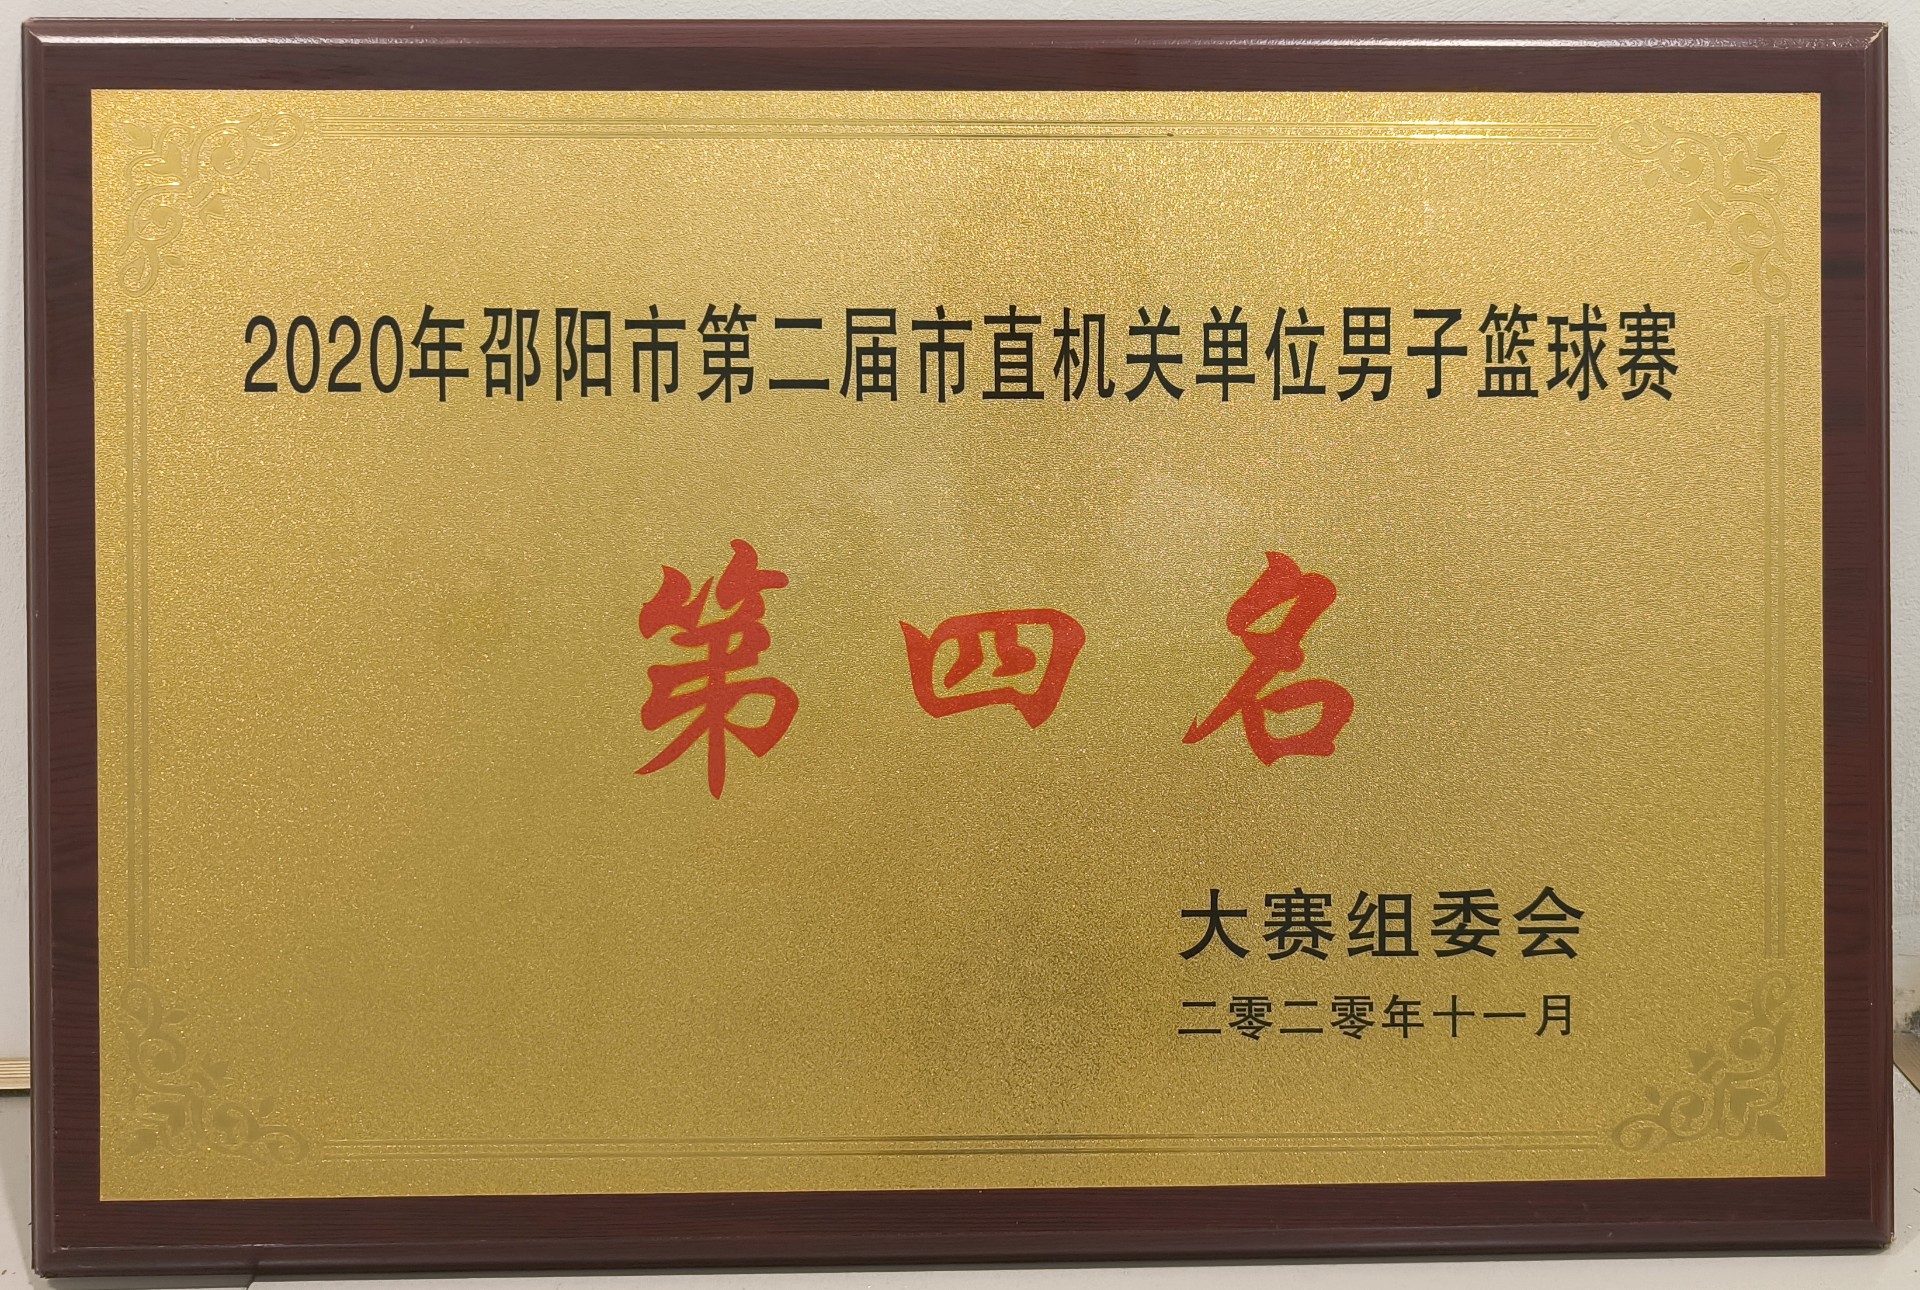 2020年邵阳市第二届市直机关单位男子篮球赛
第四名
大赛组委会
二零二零年十一月